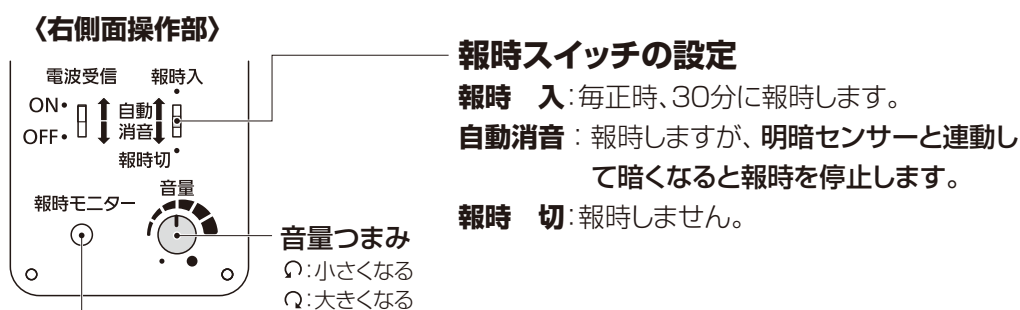 〈右側面操作部〉
電波受信 報時入
ON
OFF
自動
消音
報時切
報時モニター
音量
音量つまみ
:小さくなる
:大きくなる
報時スイッチの設定
報時 入:毎正時、30分に報時します。
自動消音:報時しますが、明暗センサーと連動し
て暗くなると報時を停止します。
報時 切:報時しません。